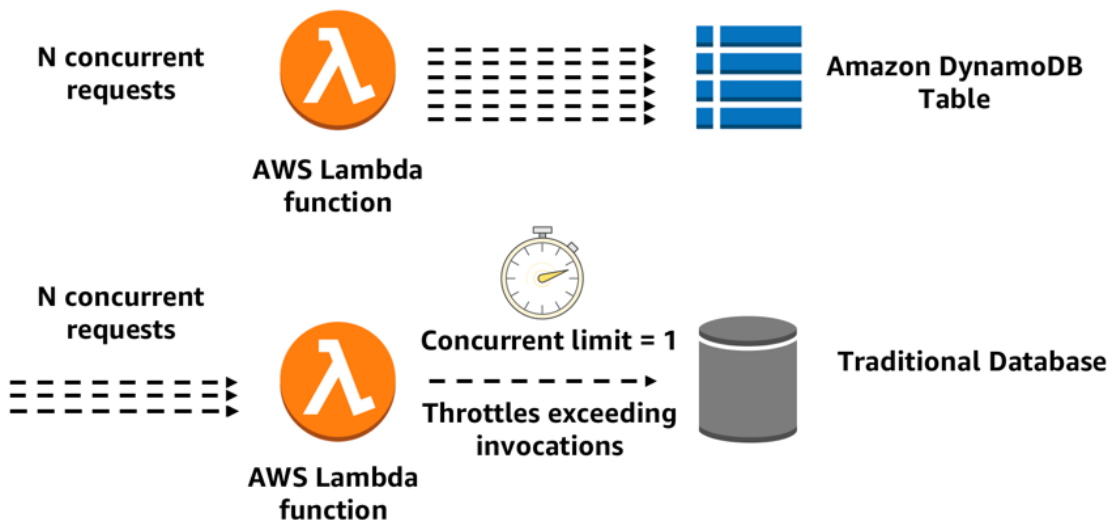 N concurrent
requests
AWS Lambda
function
Amazon DynamoDB
Table
N concurrent
requests
AWS Lambda
function
Concurrent limit = 1
Throttles exceeding
invocations
Traditional Database